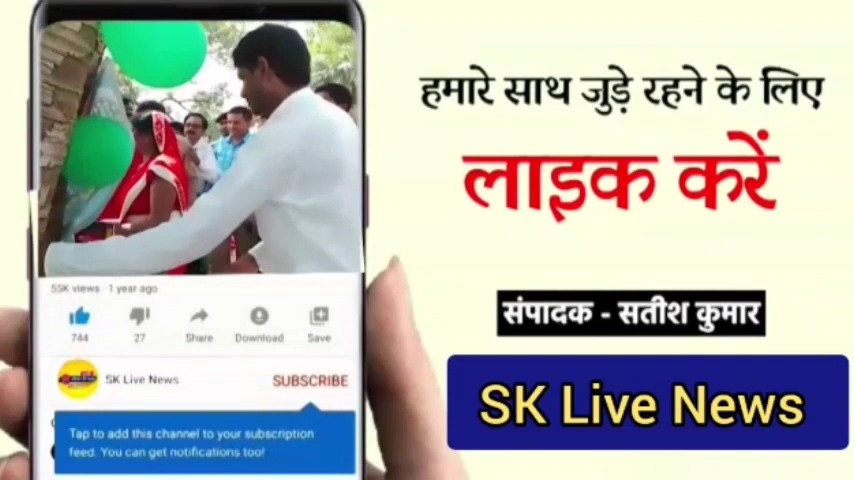 हमारे साथ जुड़े रहने के लिए
लाइक करें
संपादक - सतीश कुमार
SK Live News
55K views · 1 year ago
744
27
Share
Download
Save
SK Live News
SUBSCRIBE
Tap to add this channel to your subscription
feed. You can get notifications too!